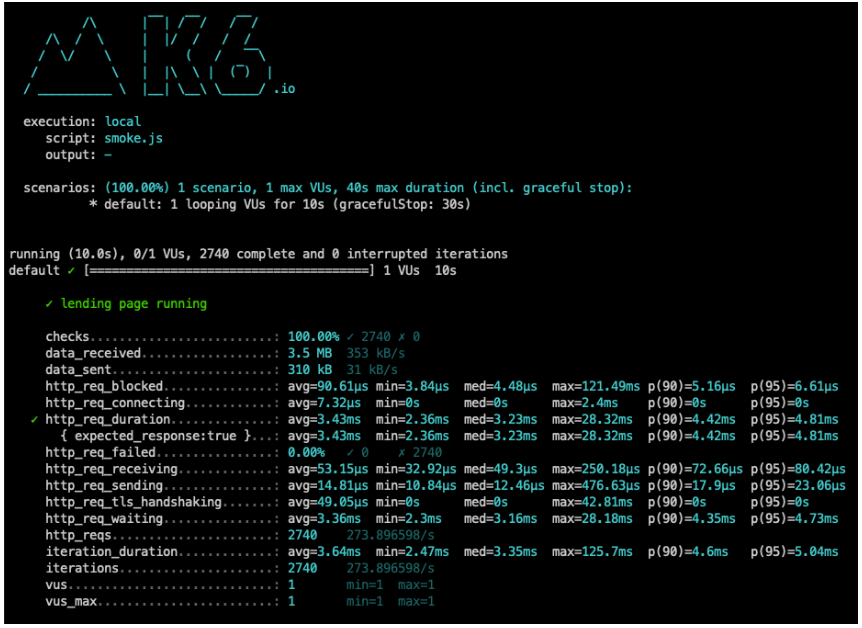 K6
.io
execution: local
script: smoke.js
output: –
scenarios: (100.00%) 1 scenario, 1 max VUs, 40s max duration (incl. graceful stop):
* default: 1 looping VUs for 10s (gracefulStop: 30s)
running (10.0s), 0/1 VUs, 2740 complete and 0 interrupted iterations
default ✓ [======================================] 1 VUs  10s
✓ lending page running
checks.........................: 100.00% ✓ 2740 ✗ 0
data_received..................: 3.5 MB  353 kB/s
data_sent......................: 310 kB  31 kB/s
http_req_blocked...............: avg=90.61µs min=3.84µs  med=4.48µs  max=121.49ms p(90)=5.16µs  p(95)=6.61µs
http_req_connecting............: avg=7.32µs  min=0s      med=0s      max=2.4ms    p(90)=0s      p(95)=0s
✓ http_req_duration..............: avg=3.43ms  min=2.36ms  med=3.23ms  max=28.32ms  p(90)=4.42ms  p(95)=4.81ms
{ expected_response:true }...: avg=3.43ms  min=2.36ms  med=3.23ms  max=28.32ms  p(90)=4.42ms  p(95)=4.81ms
http_req_failed................: 0.00%   ✓ 0    ✗ 2740
http_req_receiving.............: avg=53.15µs min=32.92µs med=49.3µs  max=250.18µs p(90)=72.66µs p(95)=80.42µs
http_req_sending...............: avg=14.81µs min=10.84µs med=12.46µs max=476.63µs p(90)=17.9µs  p(95)=23.06µs
http_req_tls_handshaking.......: avg=49.05µs min=0s      med=0s      max=42.81ms  p(90)=0s      p(95)=0s
http_req_waiting...............: avg=3.36ms  min=2.3ms   med=3.16ms  max=28.18ms  p(90)=4.35ms  p(95)=4.73ms
http_reqs......................: 2740    273.896598/s
iteration_duration.............: avg=3.64ms  min=2.47ms  med=3.35ms  max=125.7ms  p(90)=4.6ms   p(95)=5.04ms
iterations.....................: 2740    273.896598/s
vus............................: 1       min=1  max=1
vus_max........................: 1       min=1  max=1